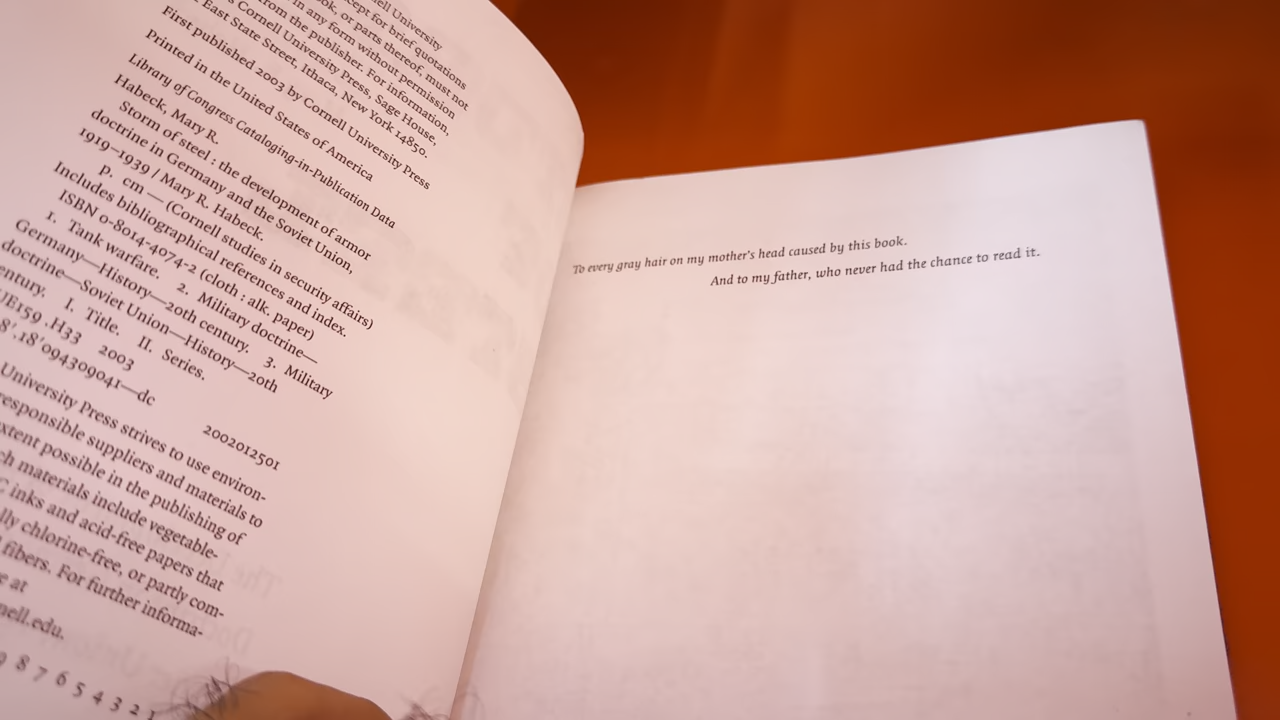 nell University
cept for brief quotations
ok, or parts thereof, must not
in any form without permission
from the publisher. For information,
s Cornell University Press, Sage House,
East State Street, Ithaca, New York 14850.
First published 2003 by Cornell University Press
Printed in the United States of America
Library of Congress Cataloging-in-Publication Data
Habeck, Mary R.
Storm of steel : the development of armor
doctrine in Germany and the Soviet Union,
1919–1939 / Mary R. Habeck.
p. cm — (Cornell studies in security affairs)
Includes bibliographical references and index.
ISBN 0-8014-4074-2 (cloth : alk. paper)
1. Tank warfare. 2. Military doctrine—
Germany—History—20th century. 3. Military
doctrine—Soviet Union—History—20th
entury. I. Title. II. Series.
UE159 .H33 2003
8'.18'094309041—dc
2002012501
University Press strives to use environ-
responsible suppliers and materials to
extent possible in the publishing of
ch materials include vegetable-
C inks and acid-free papers that
lly chlorine-free, or partly com-
fibers. For further informa-
e at
nell.edu.
9 8 7 6 5 4 3 2 1
To every gray hair on my mother's head caused by this book.
And to my father, who never had the chance to read it.